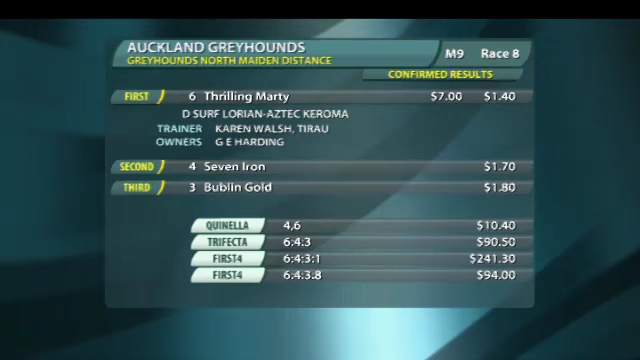 AUCKLAND GREYHOUNDS M9 Race 8
GREYHOUNDS NORTH MAIDEN DISTANCE
CONFIRMED RESULTS
FIRST 6 Thrilling Marty $7.00 $1.40
D SURF LORIAN-AZTEC KEROMA
TRAINER KAREN WALSH, TIRAU
OWNERS G E HARDING
SECOND 4 Seven Iron $1.70
THIRD 3 Bublin Gold $1.80
QUINELLA 4,6 $10.40
TRIFECTA 6:4:3 $90.50
FIRST4 6:4:3:1 $241.30
FIRST4 6:4:3:8 $94.00